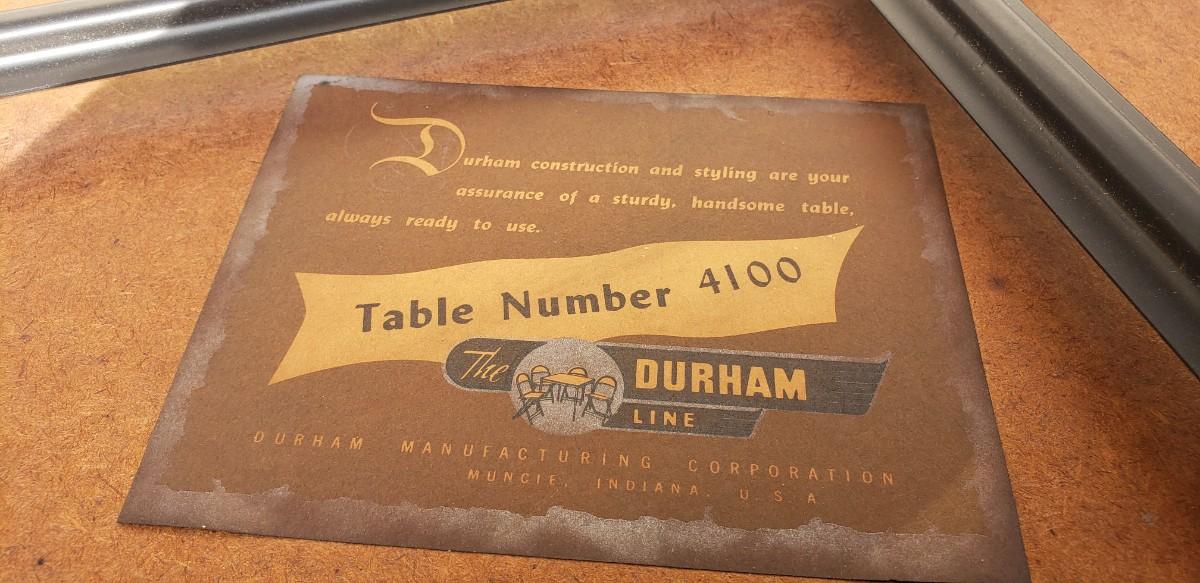 Durham construction and styling are your
assurance of a sturdy, handsome table,
always ready to use.
Table Number 4100
The DURHAM
LINE
DURHAM MANUFACTURING CORPORATION
MUNCIE, INDIANA, U.S.A